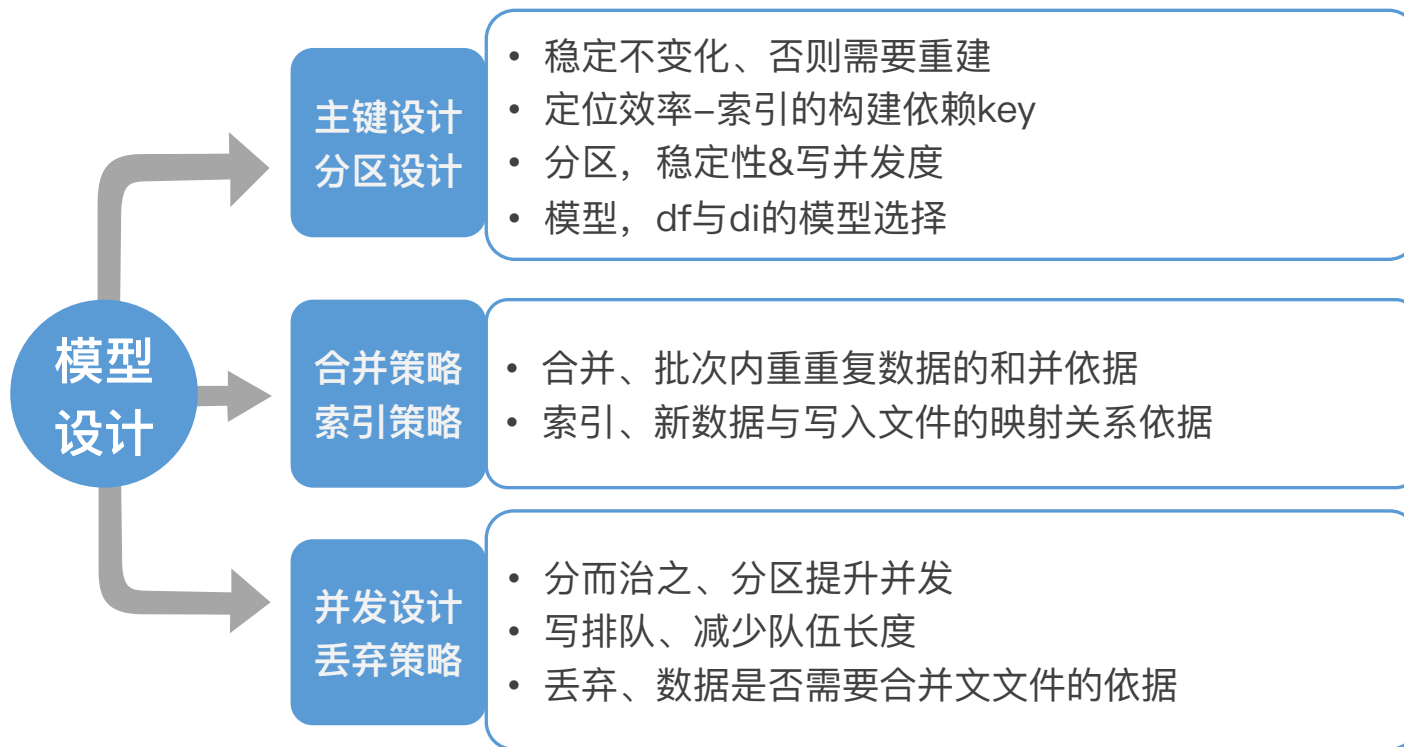 模型
设计
主键设计
分区设计
• 稳定不变化、否则需要重建
• 定位效率–索引的构建依赖key
• 分区，稳定性&写并发度
• 模型，df与di的模型选择
合并策略
索引策略
• 合并、批次内重重复数据的和并依据
• 索引、新数据与写入文件的映射关系依据
并发设计
丢弃策略
• 分而治之、分区提升并发
• 写排队、减少队伍长度
• 丢弃、数据是否需要合并文文件的依据